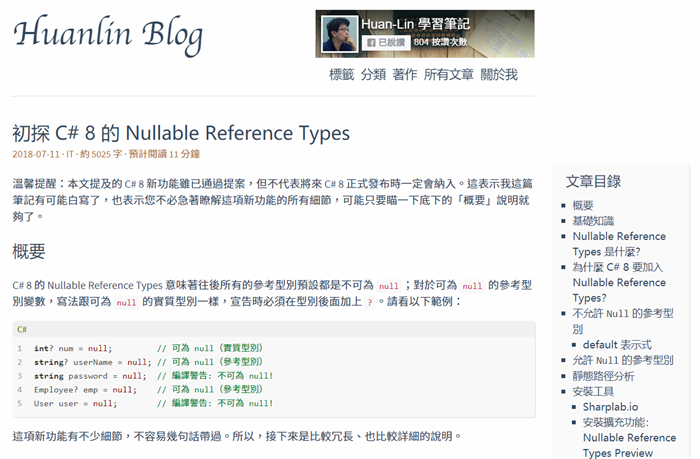 Huanlin Blog
Huan-Lin 學習筆記
已說讚 804 按讚次數
標籤 分類 著作 所有文章 關於我
初探 C# 8 的 Nullable Reference Types
2018-07-11 · IT · 約 5025 字 · 預計閱讀 11 分鐘
溫馨提醒：本文提及的 C# 8 新功能雖已通過提案，但不代表將來 C# 8 正式發布時一定會納入。這表示我這篇
筆記有可能白寫了，也表示您不必急著瞭解這項新功能的所有細節，可能只要瞄一下底下的「概要」說明就
夠了。
概要
C# 8 的 Nullable Reference Types 意味著往後所有的參考型別預設都是不可為 null；對於可為 null 的參考型
別變數，寫法跟可為 null 的實質型別一樣，宣告時必須在型別後面加上 ?。請看以下範例：
C#
1 int? num = null; // 可為 null（實質型別）
2 string? userName = null; // 可為 null（參考型別）
3 string password = null; // 編譯警告: 不可為 null!
4 Employee? emp = null; // 可為 null（參考型別）
5 User user = null; // 編譯警告: 不可為 null!
這項新功能有不少細節，不容易幾句話帶過。所以，接下來是比較冗長、也比較詳細的說明。
文章目錄
概要
基礎知識
Nullable Reference
Types 是什麼?
為什麼 C# 8 要加入
Nullable Reference
Types?
不允許 Null 的參考型
別
default 表示式
允許 Null 的參考型別
靜態路徑分析
安裝工具
Sharplab.io
安裝擴充功能：
Nullable Reference
Types Preview